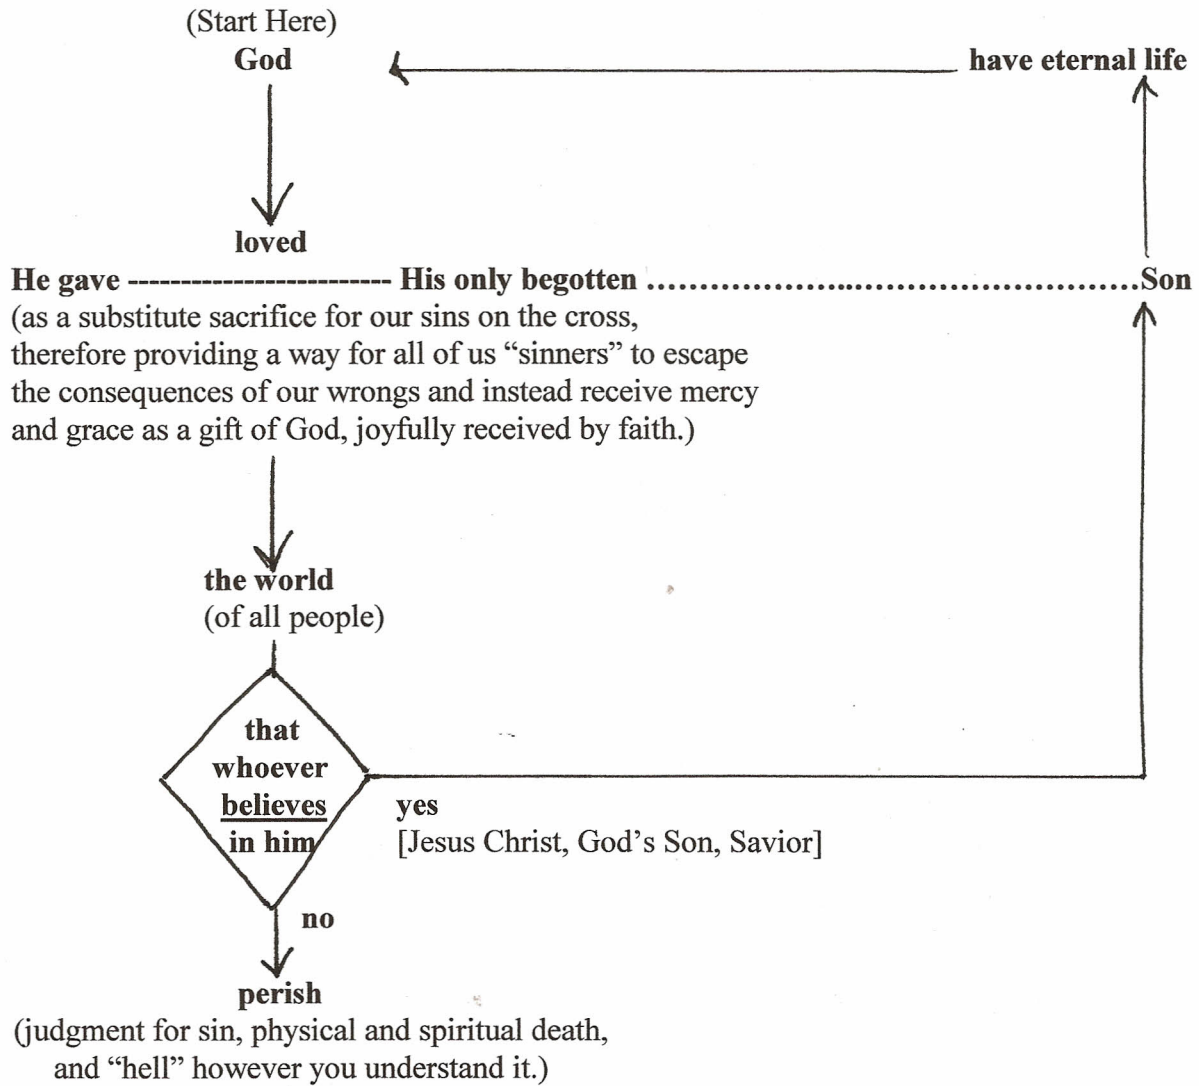 (Start Here)
God
have eternal life
loved
He gave ------------------------- His only begotten ……………….....………………………Son
(as a substitute sacrifice for our sins on the cross,
therefore providing a way for all of us “sinners” to escape
the consequences of our wrongs and instead receive mercy
and grace as a gift of God, joyfully received by faith.)
the world
(of all people)
that
whoever
believes
in him
yes
[Jesus Christ, God’s Son, Savior]
no
perish
(judgment for sin, physical and spiritual death,
and “hell” however you understand it.)